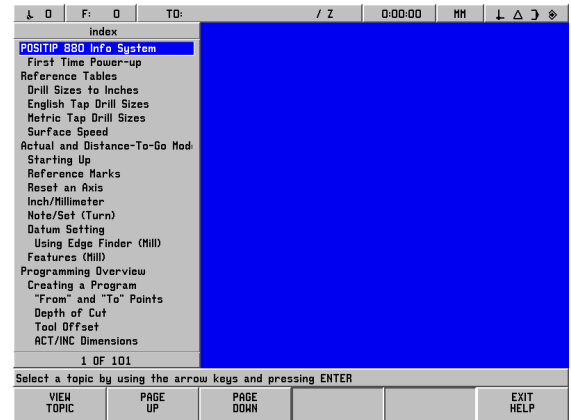 0 F: 0 TO: / Z 0:00:00 MM
index
POSITIP 880 Info System
First Time Power-up
Reference Tables
Drill Sizes to Inches
English Tap Drill Sizes
Metric Tap Drill Sizes
Surface Speed
Actual and Distance-To-Go Mod
Starting Up
Reference Marks
Reset an Axis
Inch/Millimeter
Note/Set (Turn)
Datum Setting
Using Edge Finder (Mill)
Features (Mill)
Programming Overview
Creating a Program
"From" and "To" Points
Depth of Cut
Tool Offset
ACT/INC Dimensions
1 OF 101
Select a topic by using the arrow keys and pressing ENTER
VIEW TOPIC PAGE UP PAGE DOWN EXIT HELP